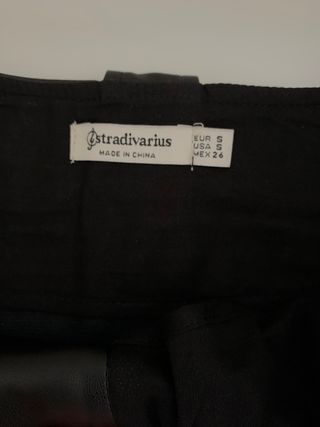 stradivarius
MADE IN CHINA
EUR S
USA S
MEX 26